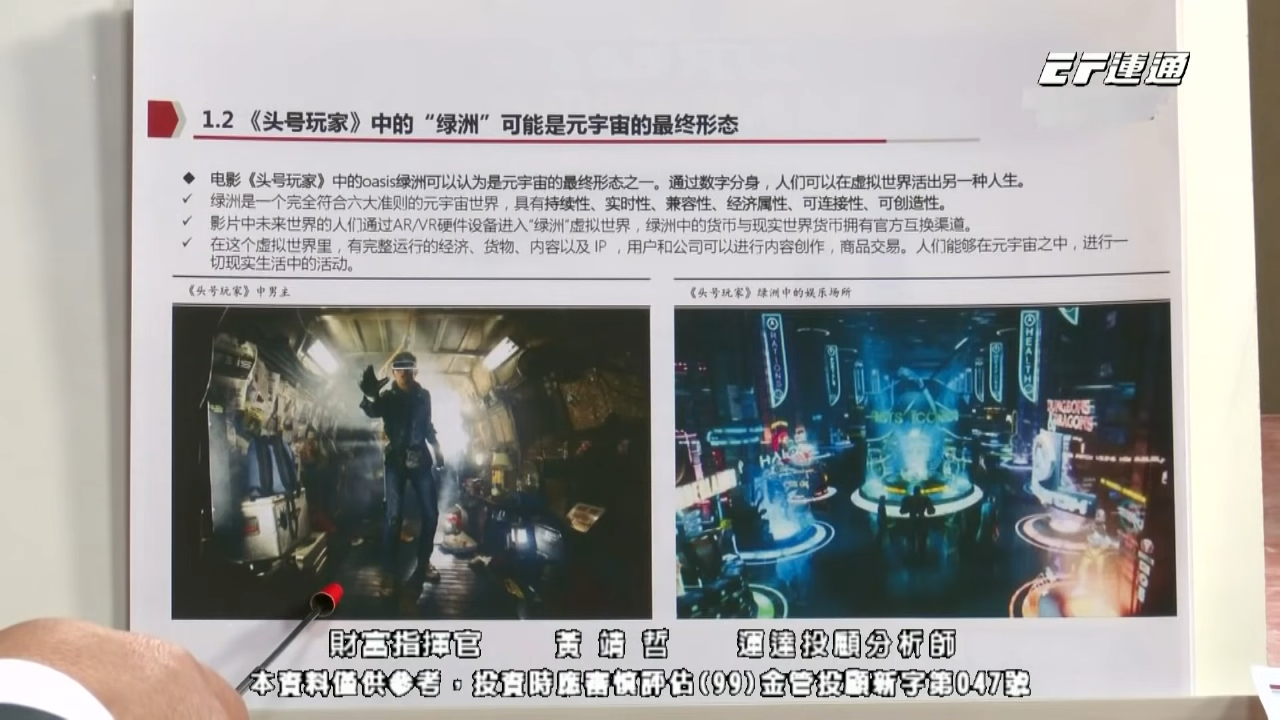 運通
1.2 《头号玩家》中的“绿洲”可能是元宇宙的最终形态
◆ 电影《头号玩家》中的oasis绿洲可以认为是元宇宙的最终形态之一。通过数字分身，人们可以在虚拟世界活出另一种人生。
✓ 绿洲是一个完全符合六大准则的元宇宙世界，具有持续性、实时性、兼容性、经济属性、可连接性、可创造性。
✓ 影片中未来世界的人们通过AR/VR硬件设备进入“绿洲”虚拟世界，绿洲中的货币与现实世界货币拥有官方互换渠道。
✓ 在这个虚拟世界里，有完整运行的经济、货物、内容以及 IP ，用户和公司可以进行内容创作，商品交易。人们能够在元宇宙之中，进行一
切现实生活中的活动。
《头号玩家》中男主
《头号玩家》绿洲中的娱乐场所
HEALTH
財富指揮官 黃靖哲 運達投顧分析師
本資料僅供參考，投資時應審慎評估(99)金管投顧新字第047號